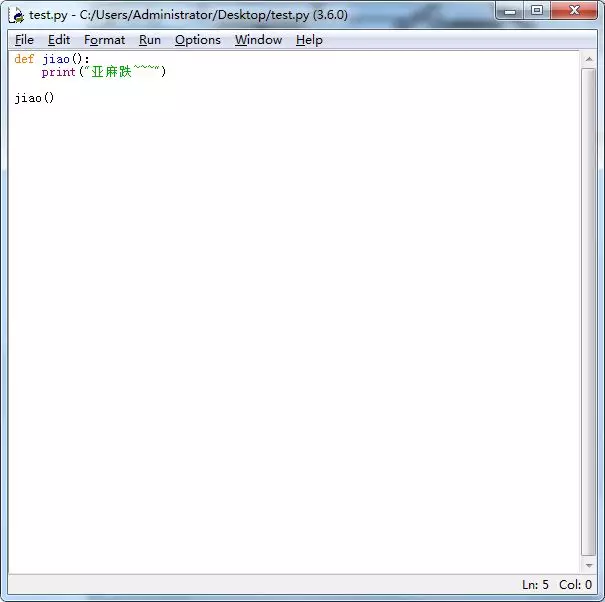 test.py - C:/Users/Administrator/Desktop/test.py (3.6.0)
File Edit Format Run Options Window Help
def jiao():
    print("亚麻跌~~~")
jiao()
Ln: 5 Col: 0